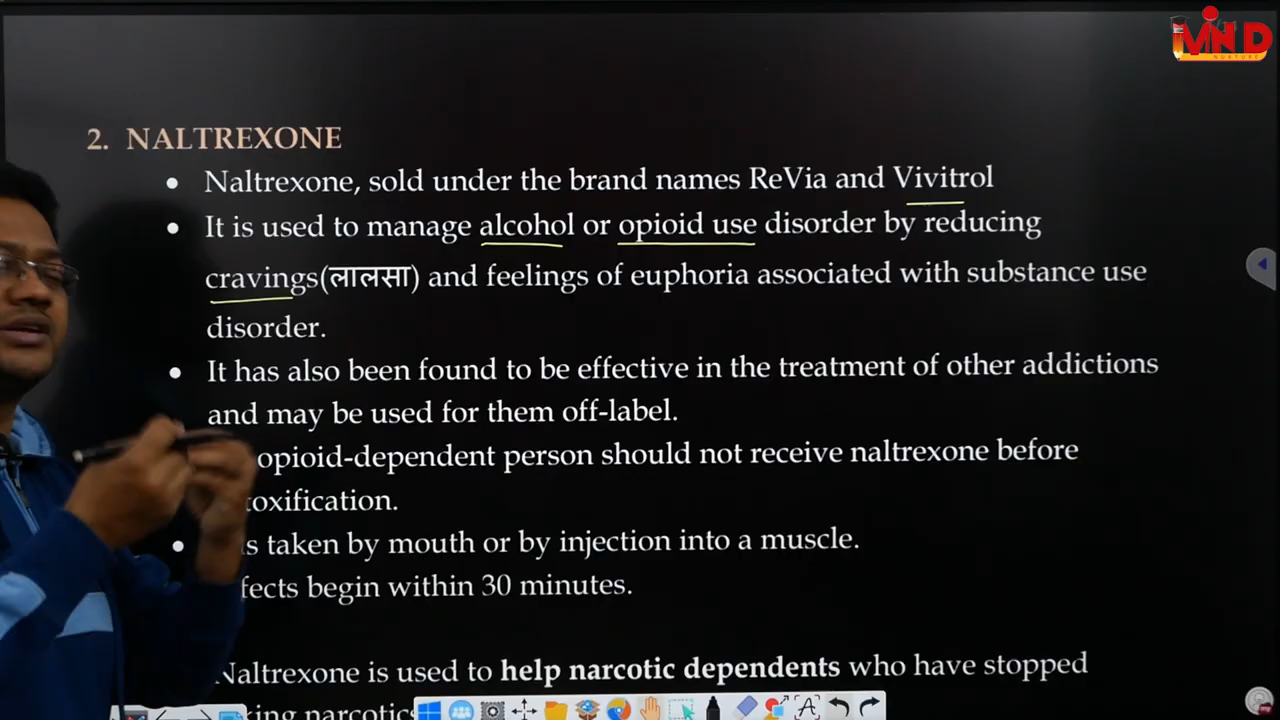 MIND
NURTURE
2. NALTREXONE
• Naltrexone, sold under the brand names ReVia and Vivitrol
• It is used to manage alcohol or opioid use disorder by reducing
cravings(लालसा) and feelings of euphoria associated with substance use
disorder.
• It has also been found to be effective in the treatment of other addictions
and may be used for them off-label.
opioid-dependent person should not receive naltrexone before
toxification.
• s taken by mouth or by injection into a muscle.
fects begin within 30 minutes.
Naltrexone is used to help narcotic dependents who have stopped
king narcotics